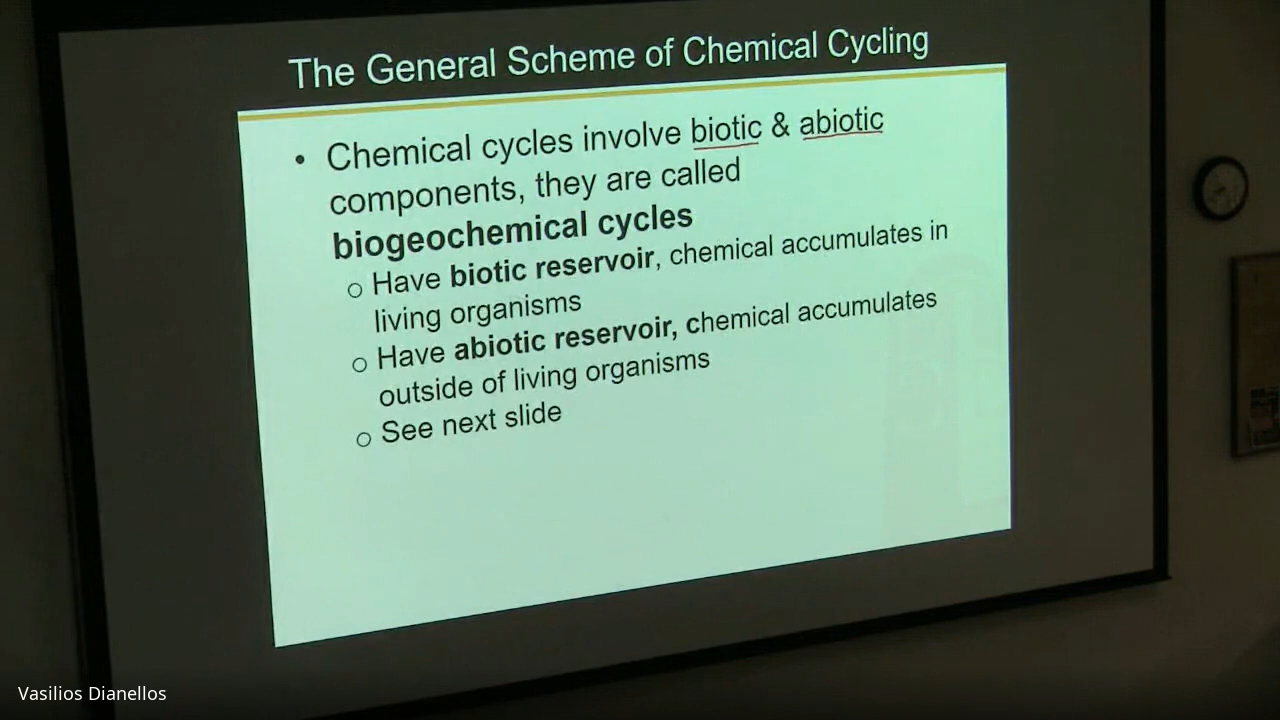 The General Scheme of Chemical Cycling
• Chemical cycles involve biotic & abiotic
components, they are called
biogeochemical cycles
o Have biotic reservoir, chemical accumulates in
living organisms
o Have abiotic reservoir, chemical accumulates
outside of living organisms
o See next slide
Vasilios Dianellos